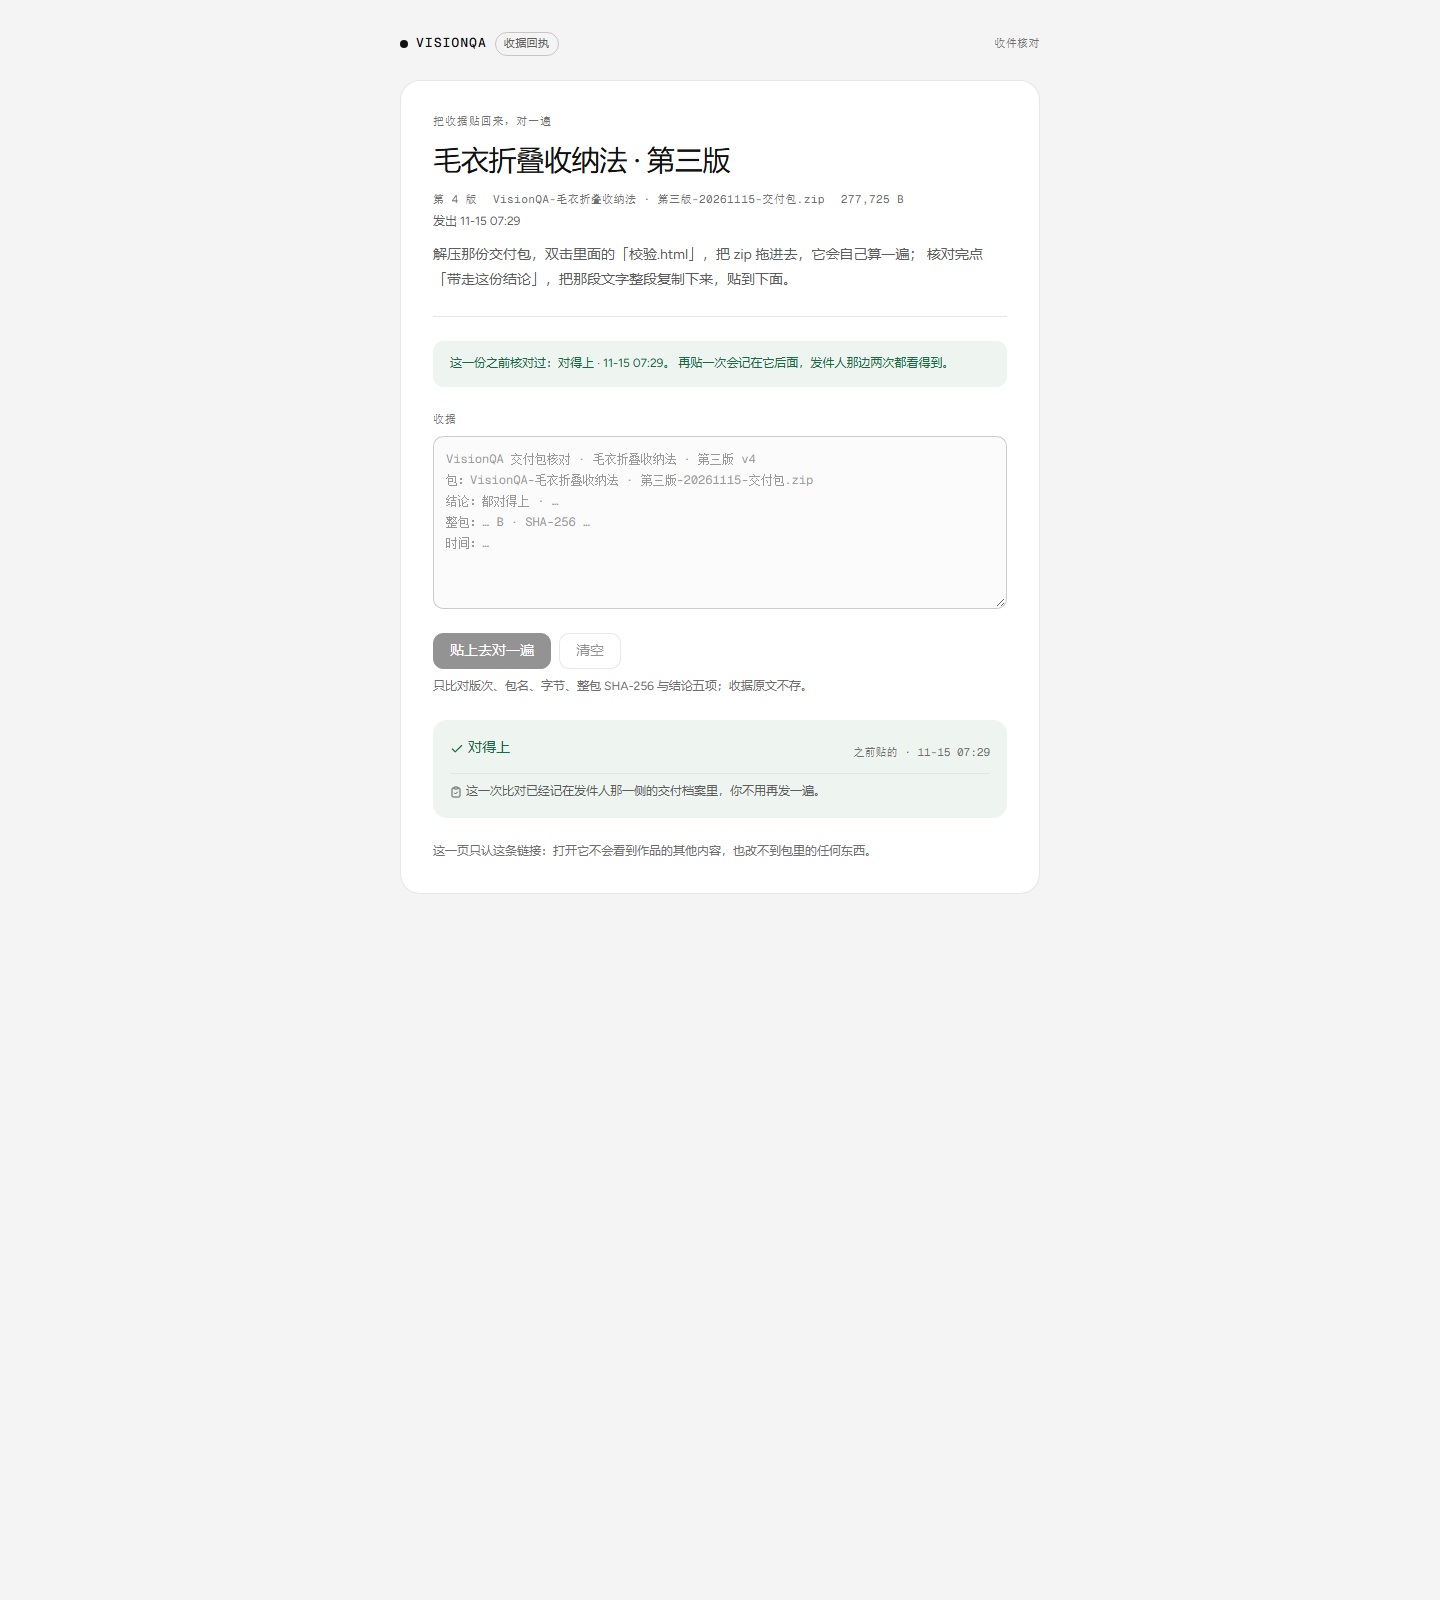 VISIONQA 收据回执
收件核对
把收据贴回来，对一遍
毛衣折叠收纳法 · 第三版
第 4 版 VisionQA-毛衣折叠收纳法 · 第三版-20261115-交付包.zip 277,725 B
发出 11-15 07:29
解压那份交付包，双击里面的「校验.html」，把 zip 拖进去，它会自己算一遍； 核对完点
「带走这份结论」，把那段文字整段复制下来，贴到下面。
这一份之前核对过：对得上 · 11-15 07:29。 再贴一次会记在它后面，发件人那边两次都看得到。
收据
VisionQA 交付包核对 · 毛衣折叠收纳法 · 第三版 v4
包：VisionQA-毛衣折叠收纳法 · 第三版-20261115-交付包.zip
结论：都对得上 · …
整包：… B · SHA-256 …
时间：…
贴上去对一遍 清空
只比对版次、包名、字节、整包 SHA-256 与结论五项；收据原文不存。
对得上
之前贴的 · 11-15 07:29
这一次比对已经记在发件人那一侧的交付档案里，你不用再发一遍。
这一页只认这条链接：打开它不会看到作品的其他内容，也改不到包里的任何东西。